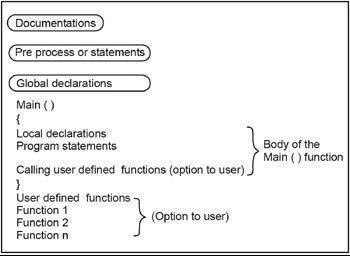 Documentations
Pre process or statements
Global declarations
Main ( )
{
Local declarations
Program statements
Calling user defined functions (option to user)
}
Body of the
Main ( ) function
User defined functions
Function 1
Function 2
Function n
(Option to user)